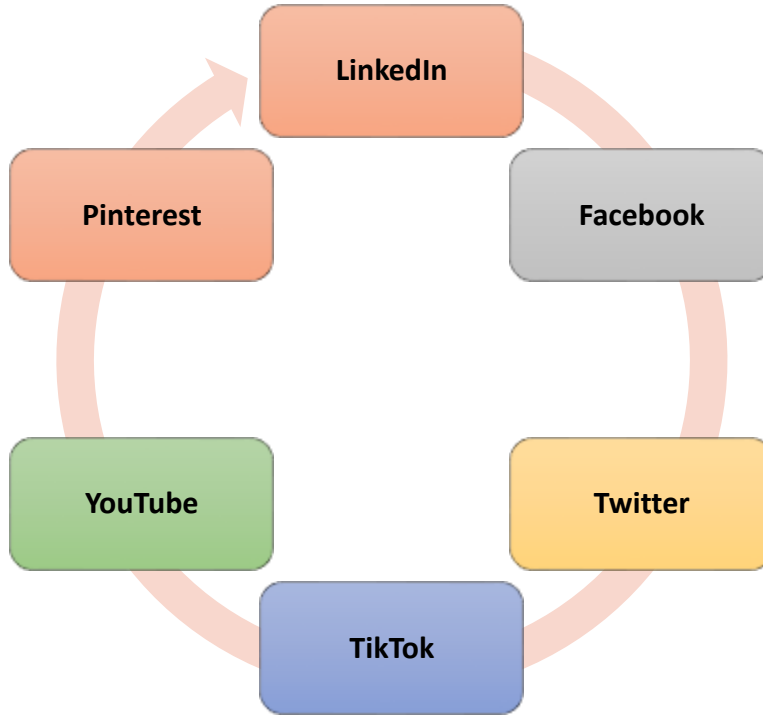 LinkedIn
Facebook
Twitter
TikTok
YouTube
Pinterest